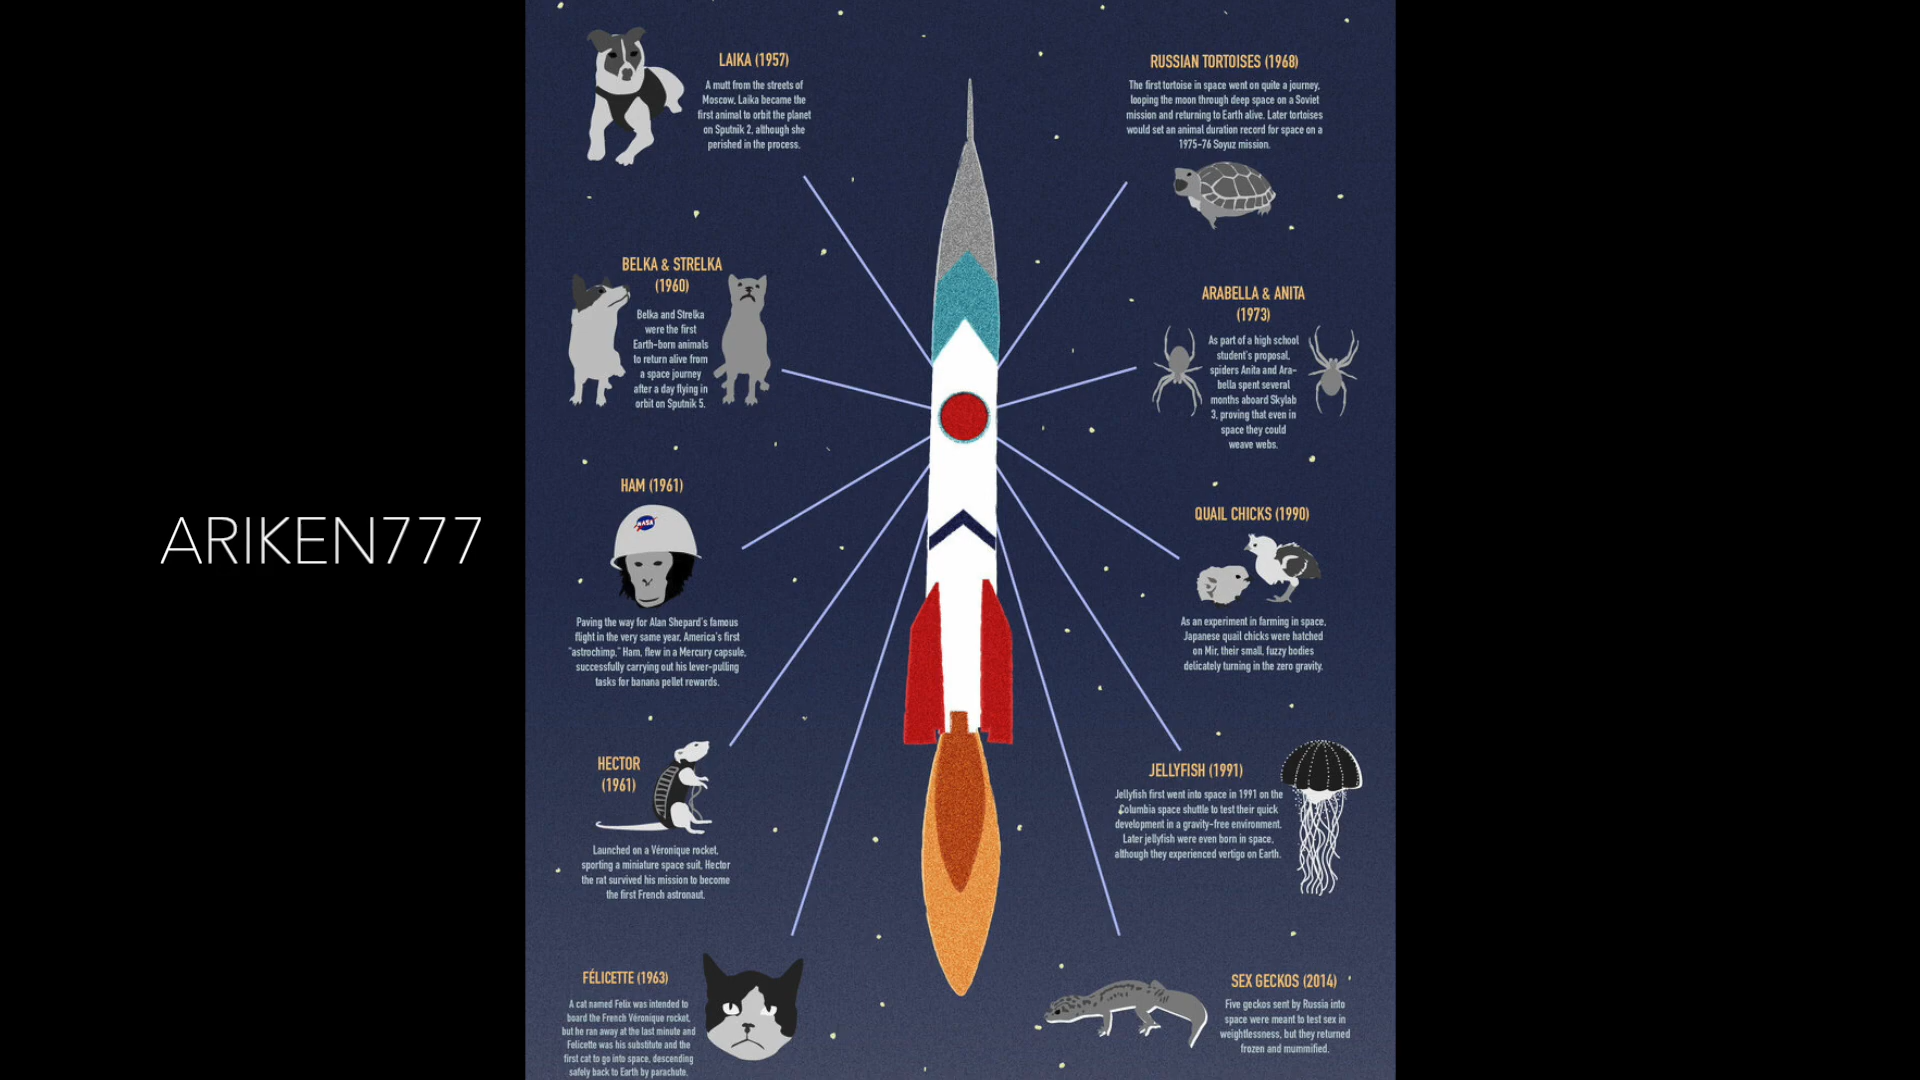 ARIKEN777
LAIKA (1957)
A mutt from the streets of
Moscow, Laika became the
first animal to orbit the planet
on Sputnik 2, although she
perished in the process.
BELKA & STRELKA
(1960)
Belka and Strelka
were the first
Earth-born animals
to return alive from
a space journey
after a day flying in
orbit on Sputnik 5.
HAM (1961)
NASA
Paving the way for Alan Shepard's famous
flight in the very same year, America's first
"astrochimp," Ham, flew in a Mercury capsule,
successfully carrying out his lever-pulling
tasks for banana pellet rewards.
HECTOR
(1961)
Launched on a Véronique rocket,
sporting a miniature space suit, Hector
the rat survived his mission to become
the first French astronaut.
FÉLICETTE (1963)
A cat named Felix was intended to
board the French Véronique rocket,
but he ran away at the last minute and
Felicette was his substitute and the
first cat to go into space, descending
safely back to Earth by parachute.
RUSSIAN TORTOISES (1968)
The first tortoise in space went on quite a journey,
looping the moon through deep space on a Soviet
mission and returning to Earth alive. Later tortoises
would set an animal duration record for space on a
1975-76 Soyuz mission.
ARABELLA & ANITA
(1973)
As part of a high school
student's proposal,
spiders Anita and Ara-
bella spent several
months aboard Skylab
3, proving that even in
space they could
weave webs.
QUAIL CHICKS (1990)
As an experiment in farming in space,
Japanese quail chicks were hatched
on Mir, their small, fuzzy bodies
delicately turning in the zero gravity.
JELLYFISH (1991)
Jellyfish first went into space in 1991 on the
Columbia space shuttle to test their quick
development in a gravity-free environment.
Later jellyfish were even born in space,
although they experienced vertigo on Earth.
SEX GECKOS (2014)
Five geckos sent by Russia into
space were meant to test sex in
weightlessness, but they returned
frozen and mummified.